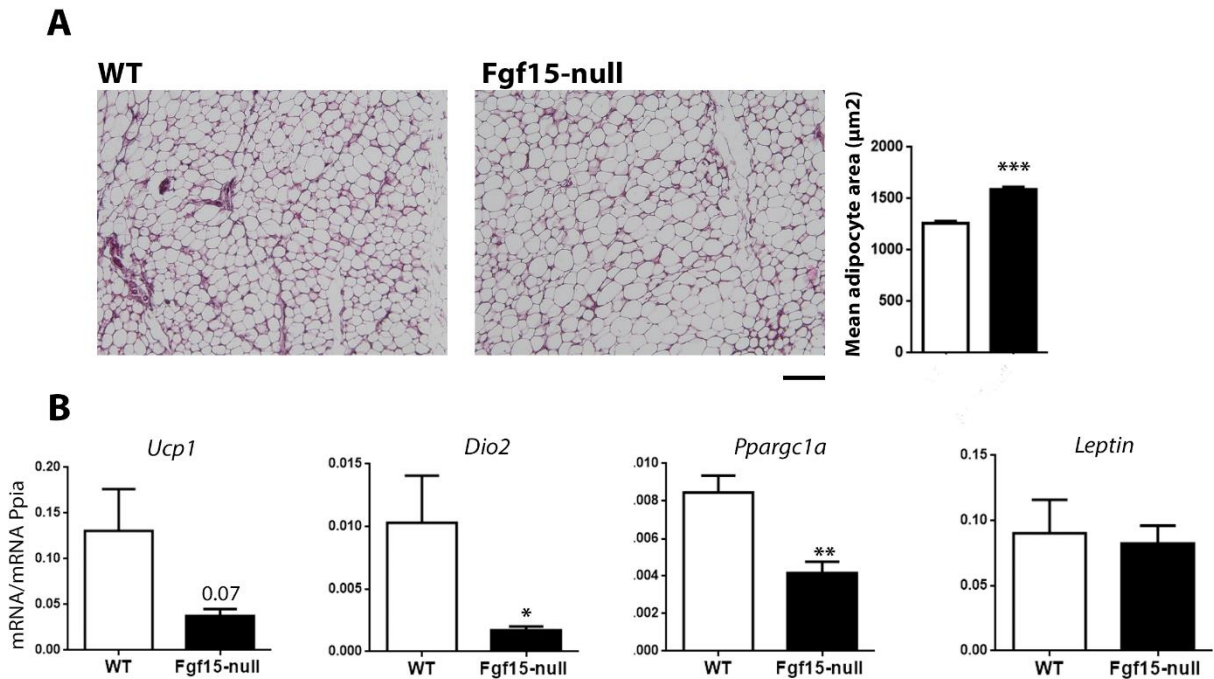 A
WT
Fgf15-null
Mean adipocyte area (µm2)
2000
1500
1000
500
0
***
B
Ucp1
mRNA/mRNA Ppia
0.20
0.15
0.10
0.05
0.00
0.07
WT
Fgf15-null
Dio2
0.015
0.010
0.005
0.000
*
WT
Fgf15-null
Ppargc1a
.010
.008
.006
.004
.002
.000
**
WT
Fgf15-null
Leptin
0.15
0.10
0.05
0.00
WT
Fgf15-null